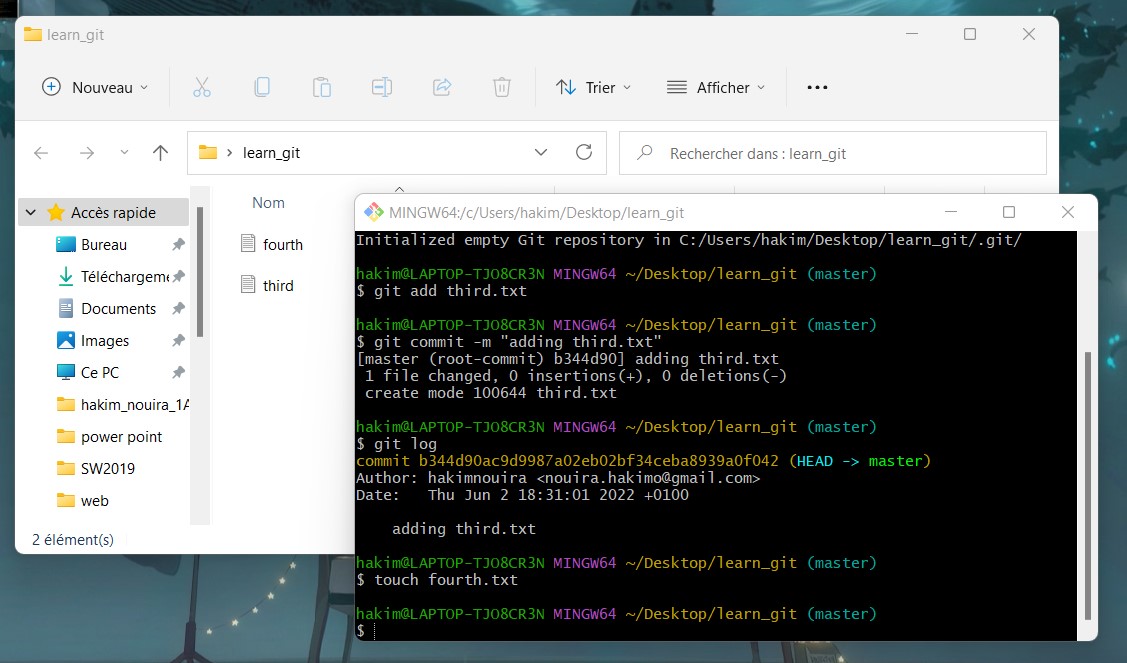 learn_git
Nouveau
Trier
Afficher
learn_git
Rechercher dans : learn_git
Accès rapide
Bureau
Téléchargeme
Documents
Images
Ce PC
hakim_nouira_1A
power point
SW2019
web
2 élément(s)
Nom
fourth
third
MINGW64:/c/Users/hakim/Desktop/learn_git
Initialized empty Git repository in C:/Users/hakim/Desktop/learn_git/.git/
hakim@LAPTOP-TJO8CR3N MINGW64 ~/Desktop/learn_git (master)
$ git add third.txt
hakim@LAPTOP-TJO8CR3N MINGW64 ~/Desktop/learn_git (master)
$ git commit -m "adding third.txt"
[master (root-commit) b344d90] adding third.txt
 1 file changed, 0 insertions(+), 0 deletions(-)
 create mode 100644 third.txt
hakim@LAPTOP-TJO8CR3N MINGW64 ~/Desktop/learn_git (master)
$ git log
commit b344d90ac9d9987a02eb02bf34ceba8939a0f042 (HEAD -> master)
Author: hakimnouira <nouira.hakimo@gmail.com>
Date:   Thu Jun 2 18:31:01 2022 +0100
    adding third.txt
hakim@LAPTOP-TJO8CR3N MINGW64 ~/Desktop/learn_git (master)
$ touch fourth.txt
hakim@LAPTOP-TJO8CR3N MINGW64 ~/Desktop/learn_git (master)
$